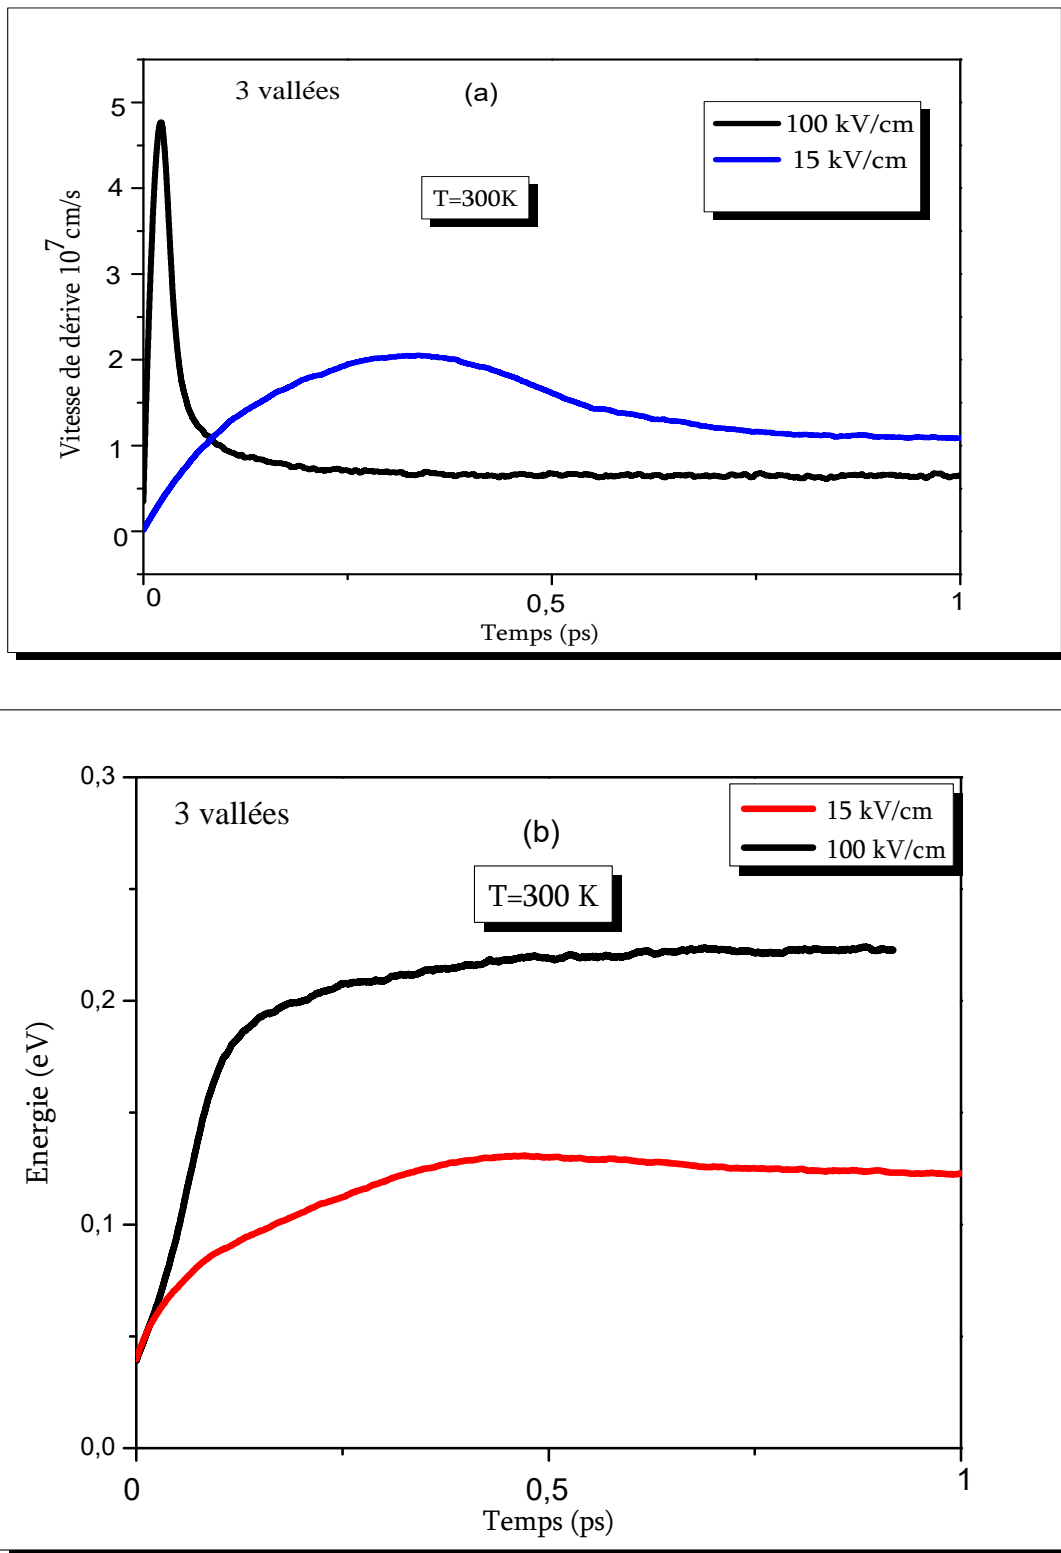 3 vallées
(a)
100 kV/cm
15 kV/cm
T=300K
Vitesse de dérive 10⁷ cm/s
5
4
3
2
1
0
0
0,5
1
Temps (ps)
0,3
3 vallées
(b)
15 kV/cm
100 kV/cm
T=300 K
Energie (eV)
0,2
0,1
0,0
0
0,5
1
Temps (ps)